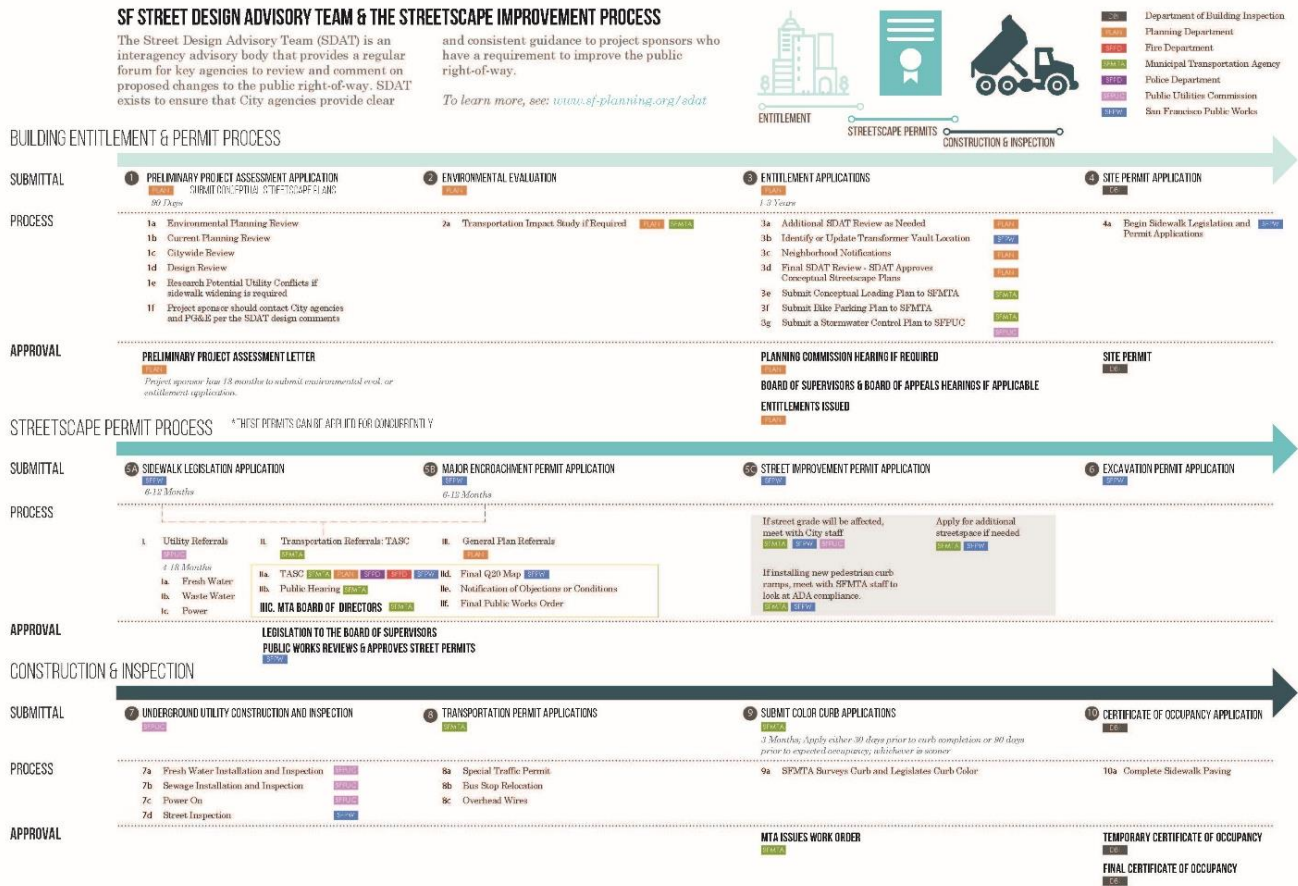 SF STREET DESIGN ADVISORY TEAM & THE STREETSCAPE IMPROVEMENT PROCESS
The Street Design Advisory Team (SDAT) is an
interagency advisory body that provides a regular
forum for key agencies to review and comment on
proposed changes to the public right-of-way. SDAT
exists to ensure that City agencies provide clear
and consistent guidance to project sponsors who
have a requirement to improve the public
right-of-way.
To learn more, see: www.sf-planning.org/sdat
ENTITLEMENT
STREETSCAPE PERMITS
CONSTRUCTION & INSPECTION
DBI Department of Building Inspection
PLAN Planning Department
SFFD Fire Department
SFMTA Municipal Transportation Agency
SFPD Police Department
SFPUC Public Utilities Commission
SFPW San Francisco Public Works
BUILDING ENTITLEMENT & PERMIT PROCESS
SUBMITTAL
1 PRELIMINARY PROJECT ASSESSMENT APPLICATION
PLAN SUBMIT CONCEPTUAL STREETSCAPE PLANS
90 Days
2 ENVIRONMENTAL EVALUATION
PLAN
3 ENTITLEMENT APPLICATIONS
PLAN
1-3 Years
4 SITE PERMIT APPLICATION
DBI
PROCESS
1a Environmental Planning Review
1b Current Planning Review
1c Citywide Review
1d Design Review
1e Research Potential Utility Conflicts if
sidewalk widening is required
1f Project sponsor should contact City agencies
and PG&E per the SDAT design comments
2a Transportation Impact Study if Required PLAN SFMTA
3a Additional SDAT Review as Needed PLAN
3b Identify or Update Transformer Vault Location SFPW
3c Neighborhood Notifications PLAN
3d Final SDAT Review - SDAT Approves
Conceptual Streetscape Plans PLAN
3e Submit Conceptual Loading Plan to SFMTA SFMTA
3f Submit Bike Parking Plan to SFMTA SFMTA
3g Submit a Stormwater Control Plan to SFPUC SFPUC
4a Begin Sidewalk Legislation and SFPW
Permit Applications
APPROVAL
PRELIMINARY PROJECT ASSESSMENT LETTER
PLAN
Project sponsor has 18 months to submit environmental eval. or
entitlement application.
PLANNING COMMISSION HEARING IF REQUIRED
PLAN
BOARD OF SUPERVISORS & BOARD OF APPEALS HEARINGS IF APPLICABLE
ENTITLEMENTS ISSUED
PLAN
SITE PERMIT
DBI
STREETSCAPE PERMIT PROCESS *THESE PERMITS CAN BE APPLIED FOR CONCURRENTLY
SUBMITTAL
5A SIDEWALK LEGISLATION APPLICATION
SFPW
6-12 Months
5B MAJOR ENCROACHMENT PERMIT APPLICATION
SFPW
6-12 Months
5C STREET IMPROVEMENT PERMIT APPLICATION
SFPW
6 EXCAVATION PERMIT APPLICATION
SFPW
PROCESS
I. Utility Referrals
SFPUC
4-18 Months
Ia. Fresh Water
Ib. Waste Water
Ic. Power
II. Transportation Referrals: TASC
SFMTA
IIa. TASC SFMTA PLAN SFPD SFFD SFPW
IIb. Public Hearing SFMTA
IIIC. MTA BOARD OF DIRECTORS SFMTA
III. General Plan Referrals
PLAN
IId. Final Q20 Map SFPW
IIe. Notification of Objections or Conditions
IIf. Final Public Works Order
If street grade will be affected,
meet with City staff
SFMTA SFPW SFPUC
Apply for additional
streetspace if needed
SFMTA SFPW
If installing new pedestrian curb
ramps, meet with SFMTA staff to
look at ADA compliance.
SFMTA SFPW
APPROVAL
LEGISLATION TO THE BOARD OF SUPERVISORS
PUBLIC WORKS REVIEWS & APPROVES STREET PERMITS
SFPW
CONSTRUCTION & INSPECTION
SUBMITTAL
7 UNDERGROUND UTILITY CONSTRUCTION AND INSPECTION
SFPUC
8 TRANSPORTATION PERMIT APPLICATIONS
SFMTA
9 SUBMIT COLOR CURB APPLICATIONS
SFMTA
3 Months; Apply either 30 days prior to curb completion or 90 days
prior to expected occupancy; whichever is sooner
10 CERTIFICATE OF OCCUPANCY APPLICATION
DBI
PROCESS
7a Fresh Water Installation and Inspection SFPUC
7b Sewage Installation and Inspection SFPUC
7c Power On SFPUC
7d Street Inspection SFPW
8a Special Traffic Permit
8b Bus Stop Relocation
8c Overhead Wires
9a SFMTA Surveys Curb and Legislates Curb Color
10a Complete Sidewalk Paving
APPROVAL
MTA ISSUES WORK ORDER
SFMTA
TEMPORARY CERTIFICATE OF OCCUPANCY
DBI
FINAL CERTIFICATE OF OCCUPANCY
DBI